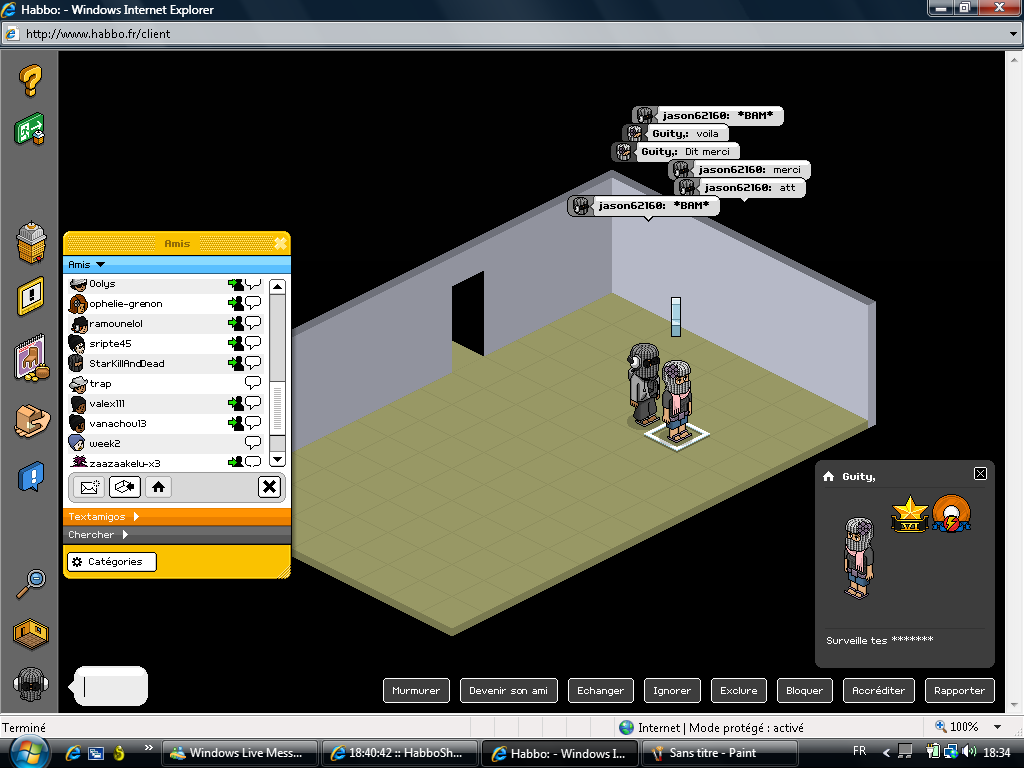 Habbo: - Windows Internet Explorer
http://www.habbo.fr/client
jason62160: *BAM*
Guity,: voila
Guity,: Dit merci
jason62160: merci
jason62160: att
jason62160: *BAM*
Amis
Amis
Oolys
ophelie-grenon
ramounelol
sripte45
StarKillAndDead
trap
valex111
vanachou13
week2
zaazaakelu-x3
Textamigos
Chercher
Catégories
Guity,
XVI
Surveille tes *******
Murmurer
Devenir son ami
Echanger
Ignorer
Exclure
Bloquer
Accréditer
Rapporter
Terminé
Internet | Mode protégé : activé
100%
Windows Live Mess...
18:40:42 :: HabboSh...
Habbo: - Windows I...
Sans titre - Paint
FR
18:34